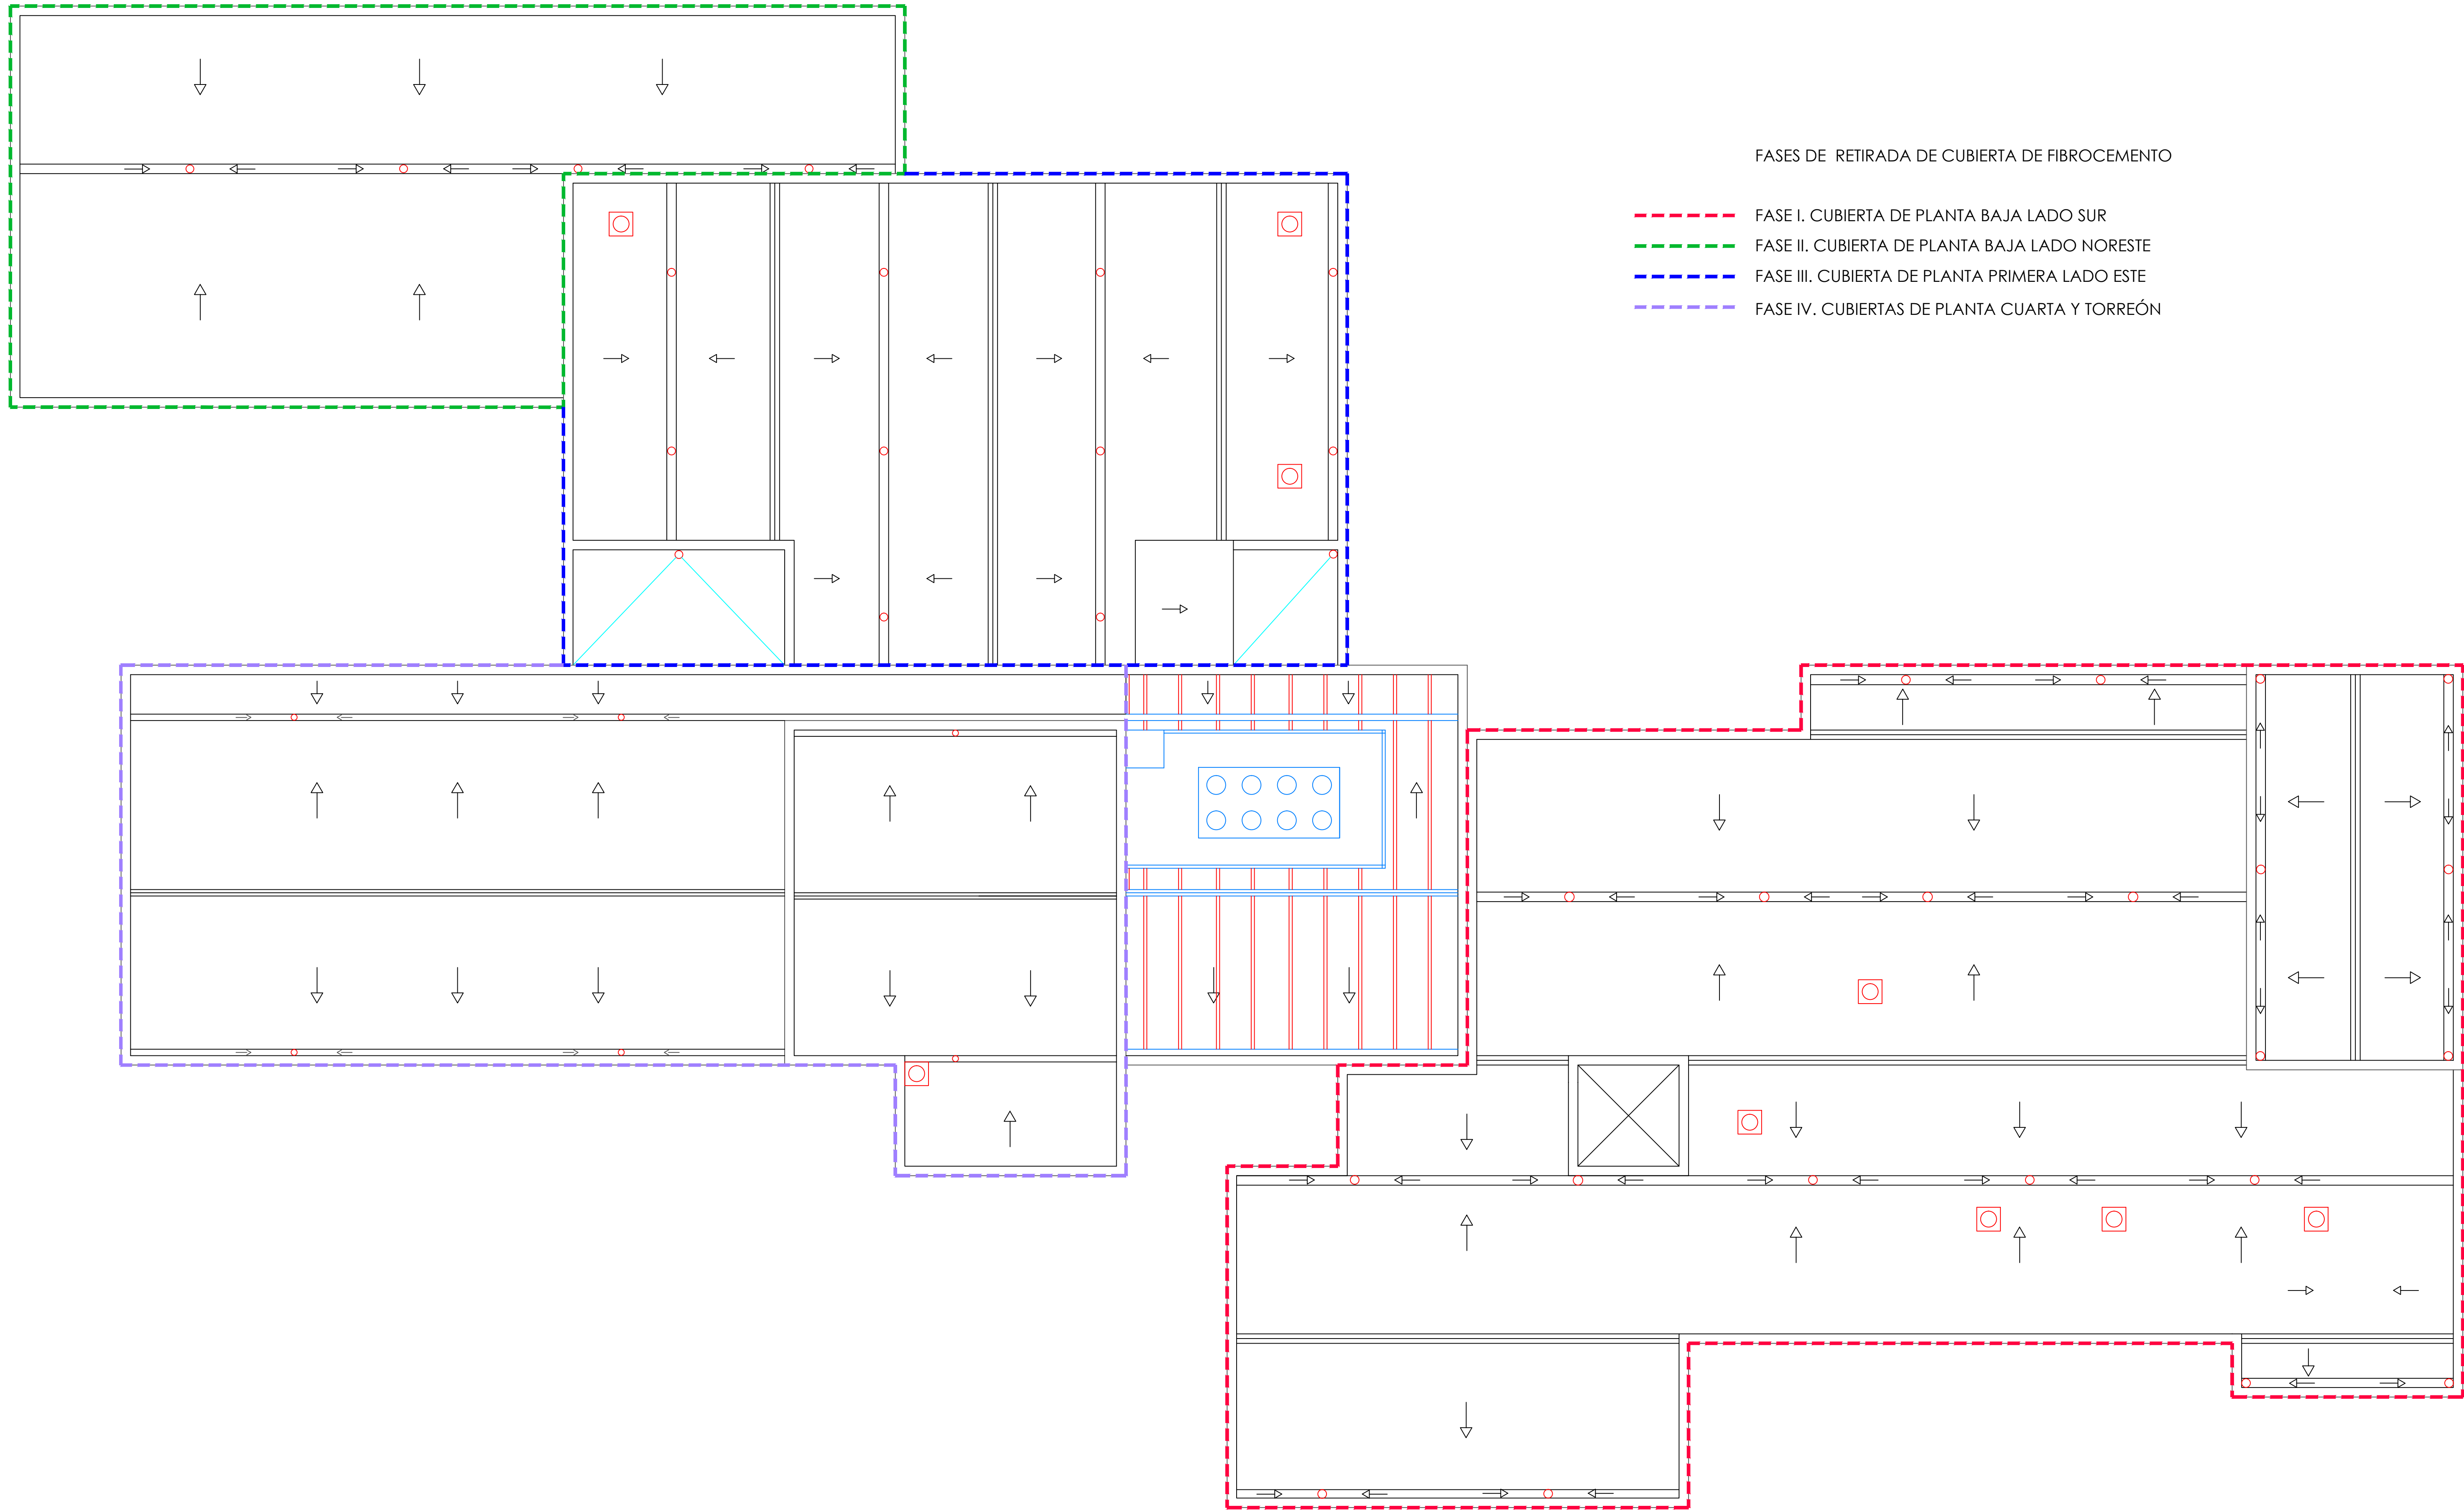 FASES DE RETIRADA DE CUBIERTA DE FIBROCEMENTO
FASE I. CUBIERTA DE PLANTA BAJA LADO SUR
FASE II. CUBIERTA DE PLANTA BAJA LADO NORESTE
FASE III. CUBIERTA DE PLANTA PRIMERA LADO ESTE
FASE IV. CUBIERTAS DE PLANTA CUARTA Y TORREÓN